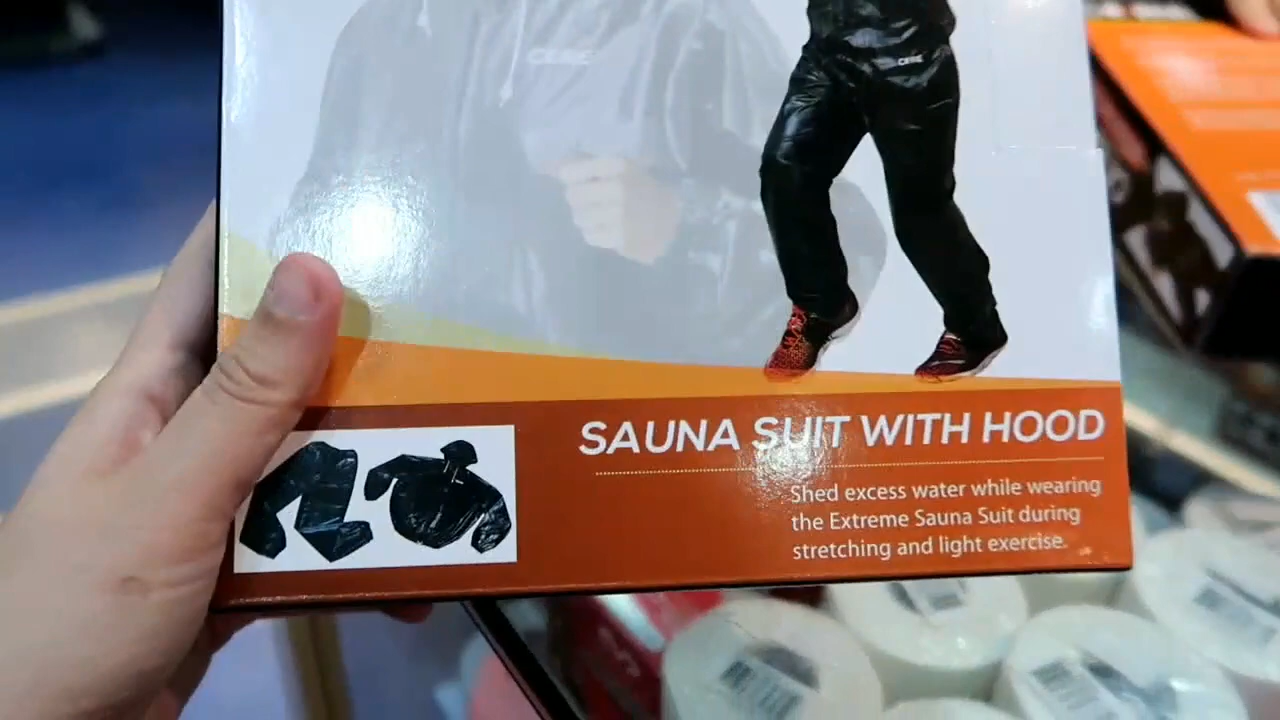 SAUNA SUIT WITH HOOD
Shed excess water while wearing
the Extreme Sauna Suit during
stretching and light exercise.